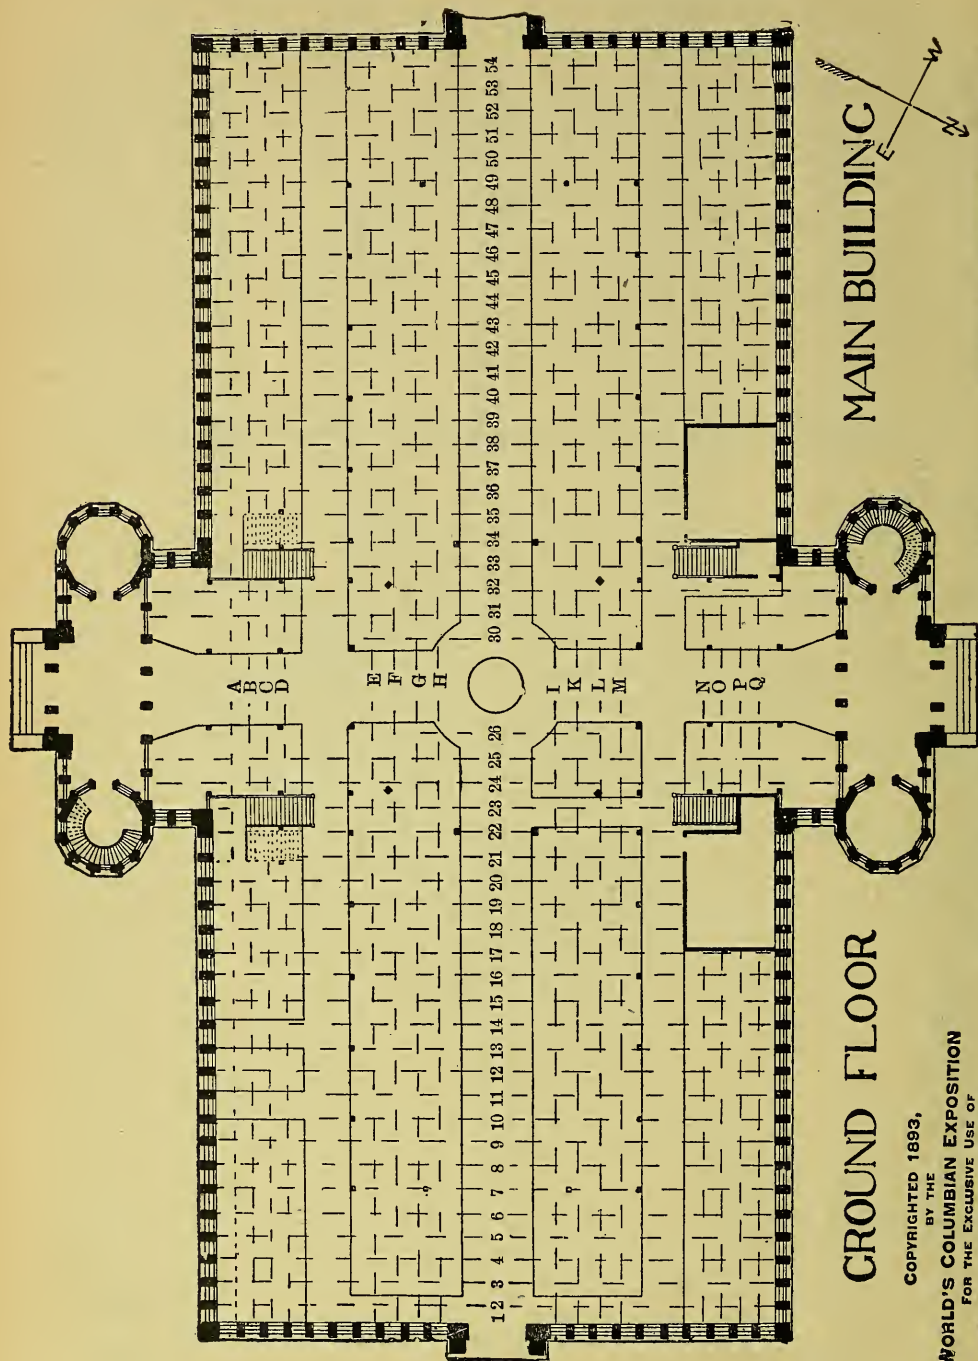 1 2 3 4 5 6 7 8 9 10 11 12 13 14 15 16 17 18 19 20 21 22 23 24 25 26 30 31 32 33 34 35 36 37 38 39 40 41 42 43 44 45 46 47 48 49 50 51 52 53 54
A
B
C
D
E
F
G
H
I
K
L
M
N
O
P
Q
GROUND FLOOR MAIN BUILDING
COPYRIGHTED 1893,
BY THE
WORLD'S COLUMBIAN EXPOSITION
FOR THE EXCLUSIVE USE OF
E
W
N